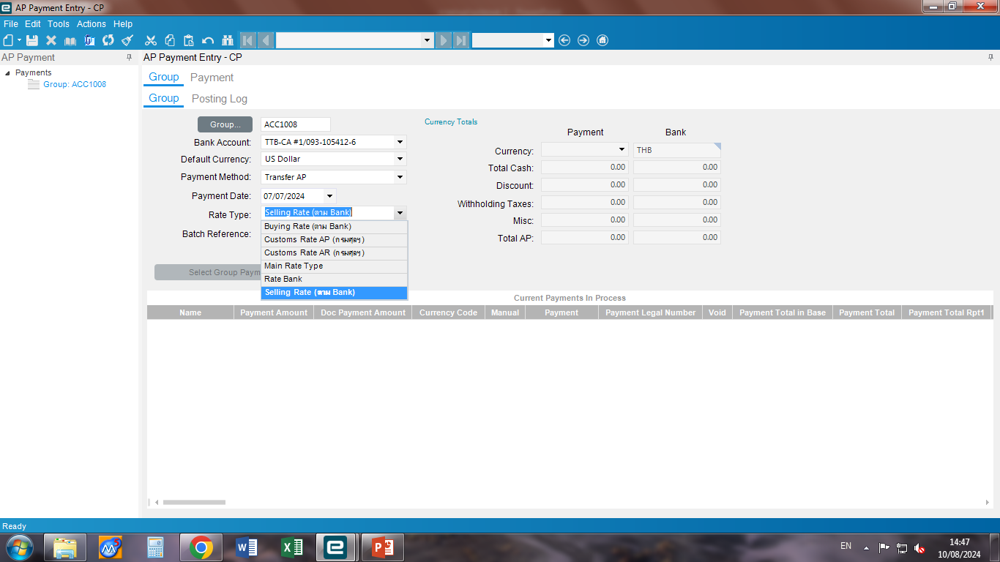 AP Payment Entry - CP
File Edit Tools Actions Help
AP Payment
AP Payment Entry - CP
Payments
Group: ACC1008
Group Payment
Group Posting Log
Group... ACC1008
Bank Account: TTB-CA #1/093-105412-6
Default Currency: US Dollar
Payment Method: Transfer AP
Payment Date: 07/07/2024
Rate Type: Selling Rate (ตาม Bank)
Batch Reference:
Buying Rate (ตาม Bank)
Customs Rate AP (กรมศุลฯ)
Customs Rate AR (กรมศุลฯ)
Main Rate Type
Rate Bank
Selling Rate (ตาม Bank)
Select Group Paym
Currency Totals
Payment Bank
Currency: THB
Total Cash: 0.00 0.00
Discount: 0.00 0.00
Withholding Taxes: 0.00 0.00
Misc: 0.00 0.00
Total AP: 0.00 0.00
Current Payments In Process
Name Payment Amount Doc Payment Amount Currency Code Manual Payment Payment Legal Number Void Payment Total in Base Payment Total Payment Total Rpt1
Ready
EN
14:47
10/08/2024